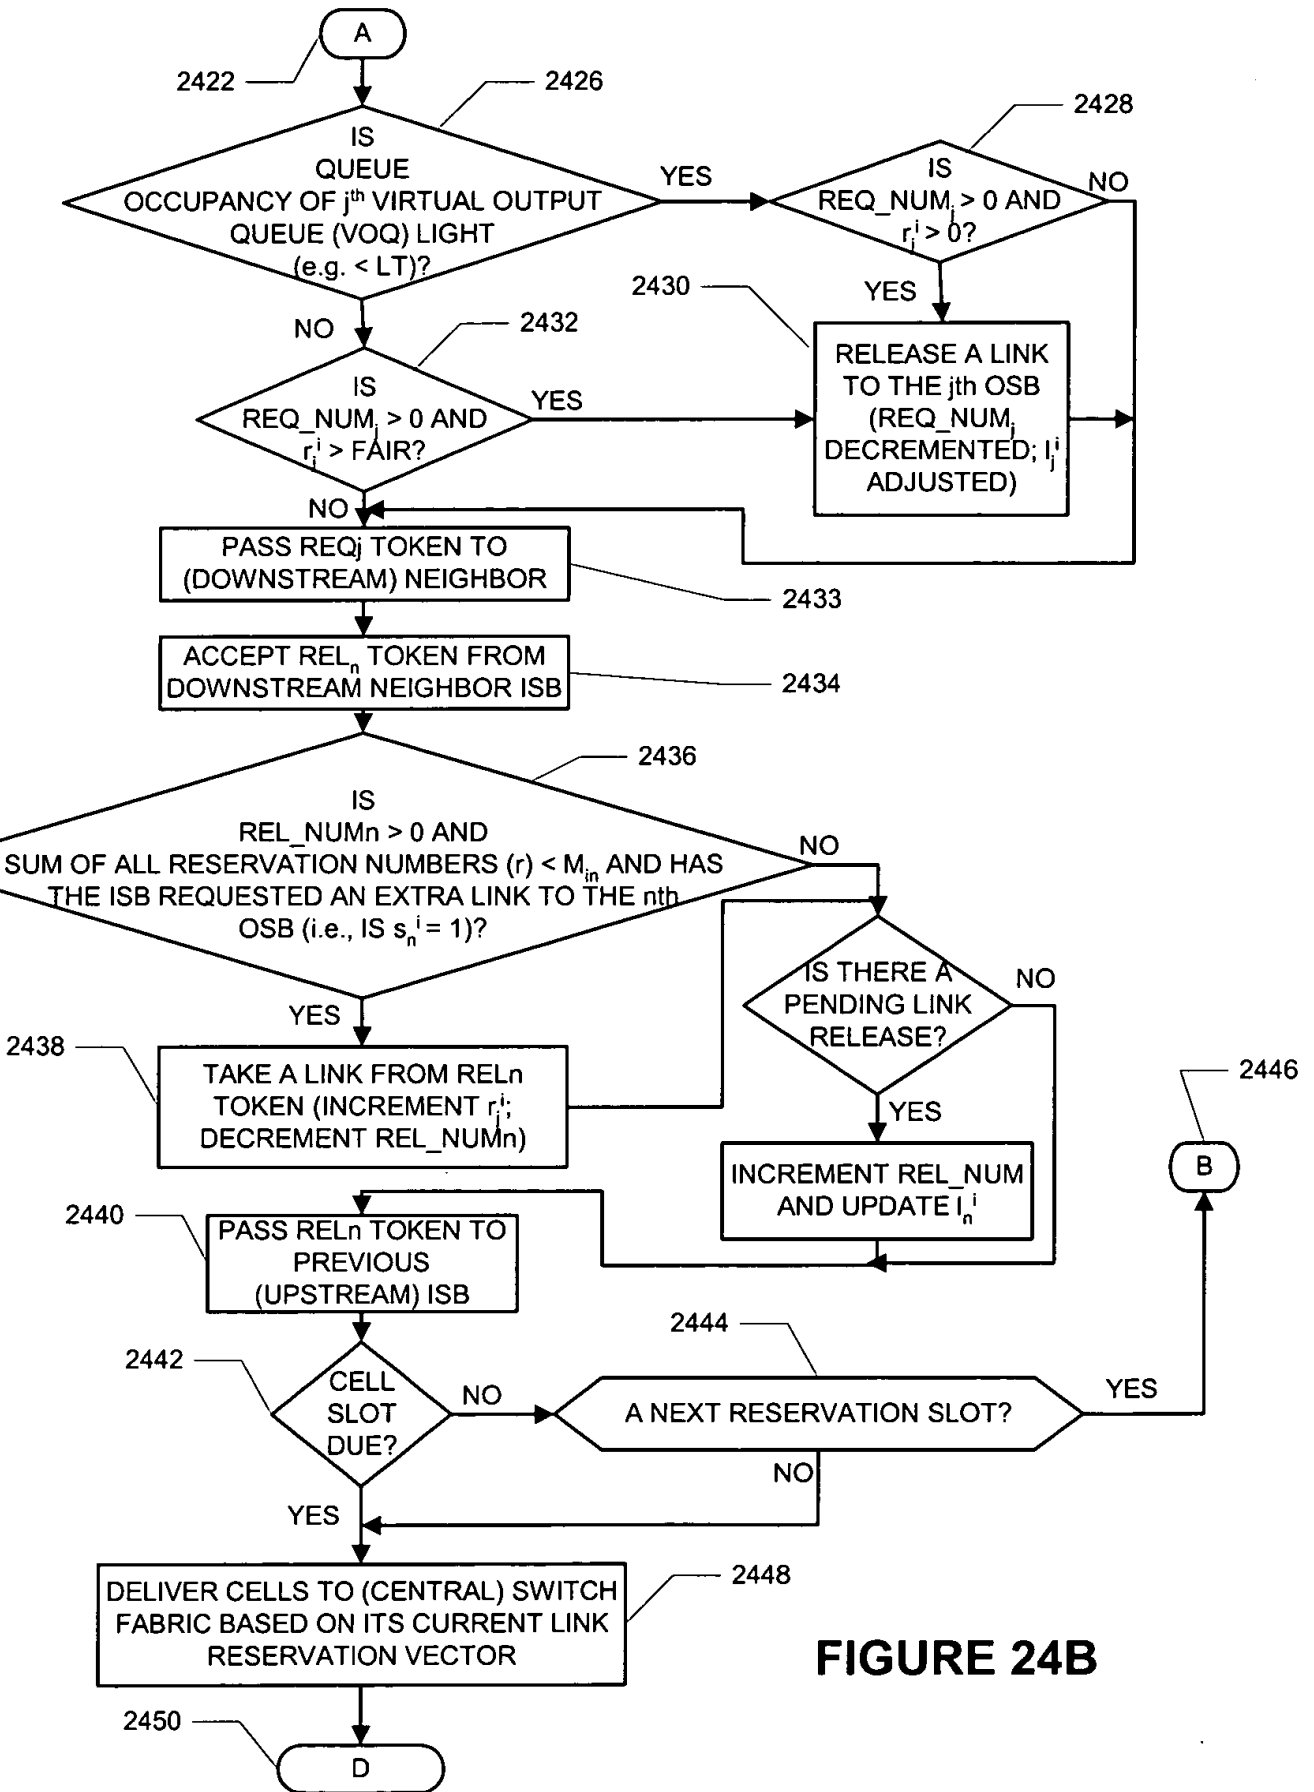 A
2422
2426
IS
QUEUE
OCCUPANCY OF jth VIRTUAL OUTPUT
QUEUE (VOQ) LIGHT
(e.g. < LT)?
YES
2428
IS
REQ_NUMj > 0 AND
rji > 0?
NO
YES
2430
RELEASE A LINK
TO THE jth OSB
(REQ_NUMj
DECREMENTED; lji
ADJUSTED)
NO
2432
IS
REQ_NUMj > 0 AND
rji > FAIR?
YES
NO
PASS REQj TOKEN TO
(DOWNSTREAM) NEIGHBOR
2433
ACCEPT RELn TOKEN FROM
DOWNSTREAM NEIGHBOR ISB
2434
2436
IS
REL_NUMn > 0 AND
SUM OF ALL RESERVATION NUMBERS (r) < Min AND HAS
THE ISB REQUESTED AN EXTRA LINK TO THE nth
OSB (i.e., IS sni = 1)?
NO
YES
IS THERE A
PENDING LINK
RELEASE?
NO
YES
2438
TAKE A LINK FROM RELn
TOKEN (INCREMENT rji;
DECREMENT REL_NUMn)
INCREMENT REL_NUM
AND UPDATE lni
2446
B
2440
PASS RELn TOKEN TO
PREVIOUS
(UPSTREAM) ISB
2442
CELL
SLOT
DUE?
NO
2444
A NEXT RESERVATION SLOT?
YES
NO
YES
DELIVER CELLS TO (CENTRAL) SWITCH
FABRIC BASED ON ITS CURRENT LINK
RESERVATION VECTOR
2448
FIGURE 24B
2450
D